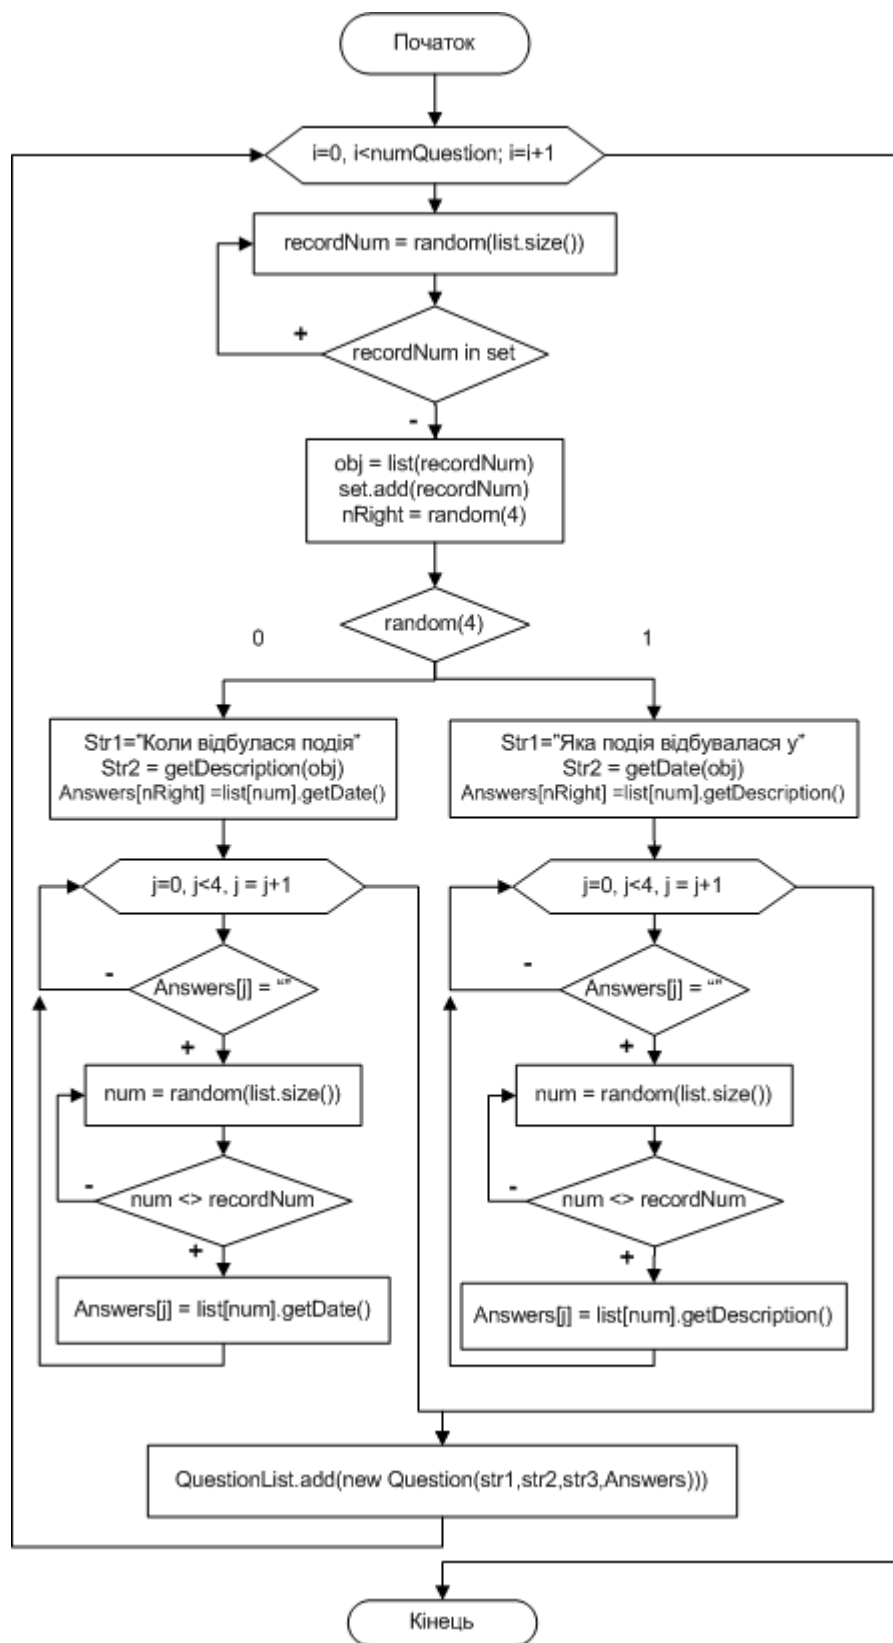 Початок
i=0, i<numQuestion; i=i+1
recordNum = random(list.size())
+
recordNum in set
-
obj = list(recordNum)
set.add(recordNum)
nRight = random(4)
random(4)
0
1
Str1="Коли відбулася подія"
Str2 = getDescription(obj)
Answers[nRight] =list[num].getDate()
Str1="Яка подія відбувалася у"
Str2 = getDate(obj)
Answers[nRight] =list[num].getDescription()
j=0, j<4, j = j+1
j=0, j<4, j = j+1
-
Answers[j] = “”
+
-
Answers[j] = “”
+
num = random(list.size())
num = random(list.size())
-
num <> recordNum
+
-
num <> recordNum
+
Answers[j] = list[num].getDate()
Answers[j] = list[num].getDescription()
QuestionList.add(new Question(str1,str2,str3,Answers)))
Кінець